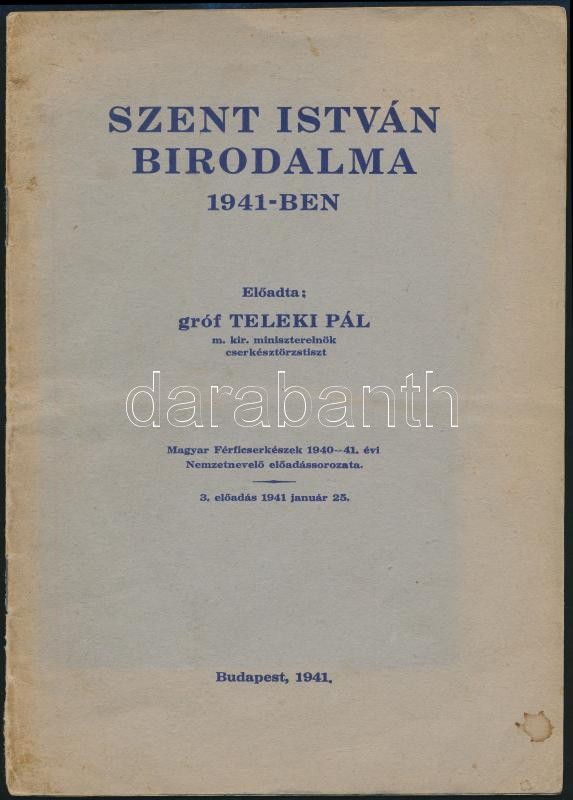 SZENT ISTVÁN
BIRODALMA
1941-BEN
Előadta;
gróf TELEKI PÁL
m. kir. miniszterelnök
cserkésztörzstiszt
darabanth
Magyar Férficserkészek 1940—41. évi
Nemzetnevelő előadássorozata.
3. előadás 1941 január 25.
Budapest, 1941.